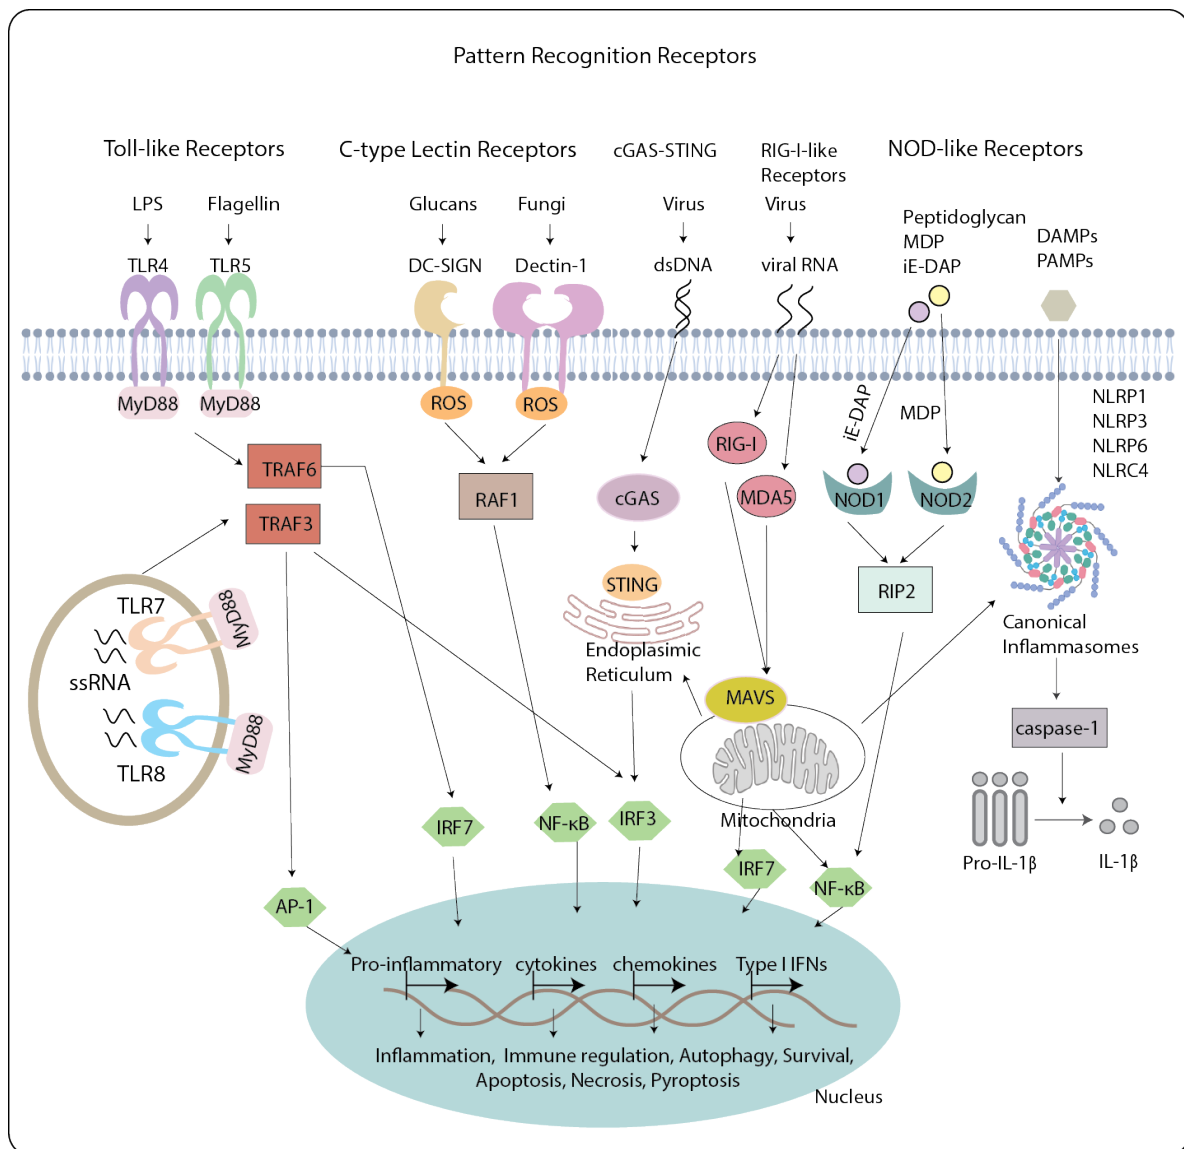 Pattern Recognition Receptors
Toll-like Receptors
C-type Lectin Receptors
cGAS-STING
RIG-I-like
Receptors
NOD-like Receptors
LPS
Flagellin
Glucans
Fungi
Virus
Virus
Peptidoglycan
MDP
iE-DAP
DAMPs
PAMPs
TLR4
TLR5
DC-SIGN
Dectin-1
dsDNA
viral RNA
MyD88
MyD88
ROS
ROS
iE-DAP
MDP
NLRP1
NLRP3
NLRP6
NLRC4
TRAF6
TRAF3
RAF1
cGAS
RIG-I
MDA5
NOD1
NOD2
STING
Endoplasimic
Reticulum
RIP2
TLR7
MyD88
ssRNA
MyD88
TLR8
MAVS
Mitochondria
Canonical
Inflammasomes
caspase-1
Pro-IL-1β
IL-1β
IRF7
NF-κB
IRF3
IRF7
NF-κB
AP-1
Pro-inflammatory cytokines chemokines Type I IFNs
Inflammation, Immune regulation, Autophagy, Survival,
Apoptosis, Necrosis, Pyroptosis
Nucleus